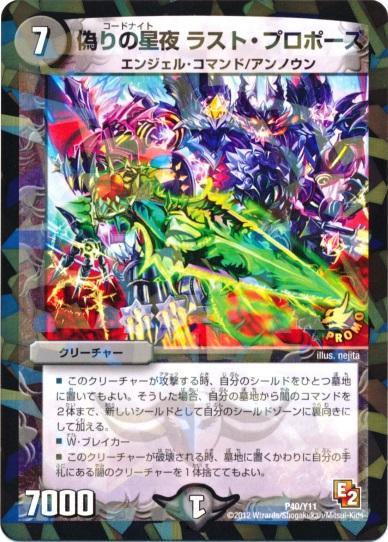 コードナイト
7 偽りの星夜 ラスト・プロポーズ
エンジェル・コマンド/アンノウン
PROMO
illus. nejita
クリーチャー
■ このクリーチャーが攻撃する時、自分のシールドをひとつ墓地
に置いてもよい。そうした場合、自分の墓地から闇のコマンドを
2体まで、新しいシールドとして自分のシールドゾーンに裏向きに
して加える。
■ W・ブレイカー
■ このクリーチャーが破壊される時、墓地に置くかわりに自分の手
札にある闇のクリーチャーを1体捨ててもよい。
7000
E2
P40/Y11
©2012 Wizards/Shogakukan/Mitsui-Kids